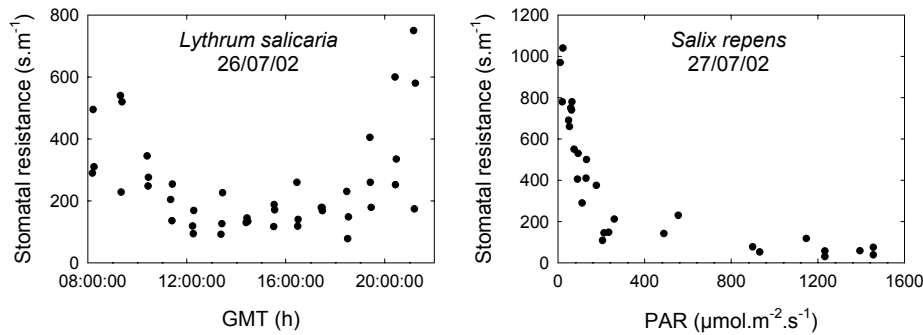 Lythrum salicaria
26/07/02
Stomatal resistance (s.m-1)
800
600
400
200
0
08:00:00 12:00:00 16:00:00 20:00:00
GMT (h)
Salix repens
27/07/02
Stomatal resistance (s.m-1)
1200
1000
800
600
400
200
0
0 400 800 1200 1600
PAR (µmol.m-2.s-1)